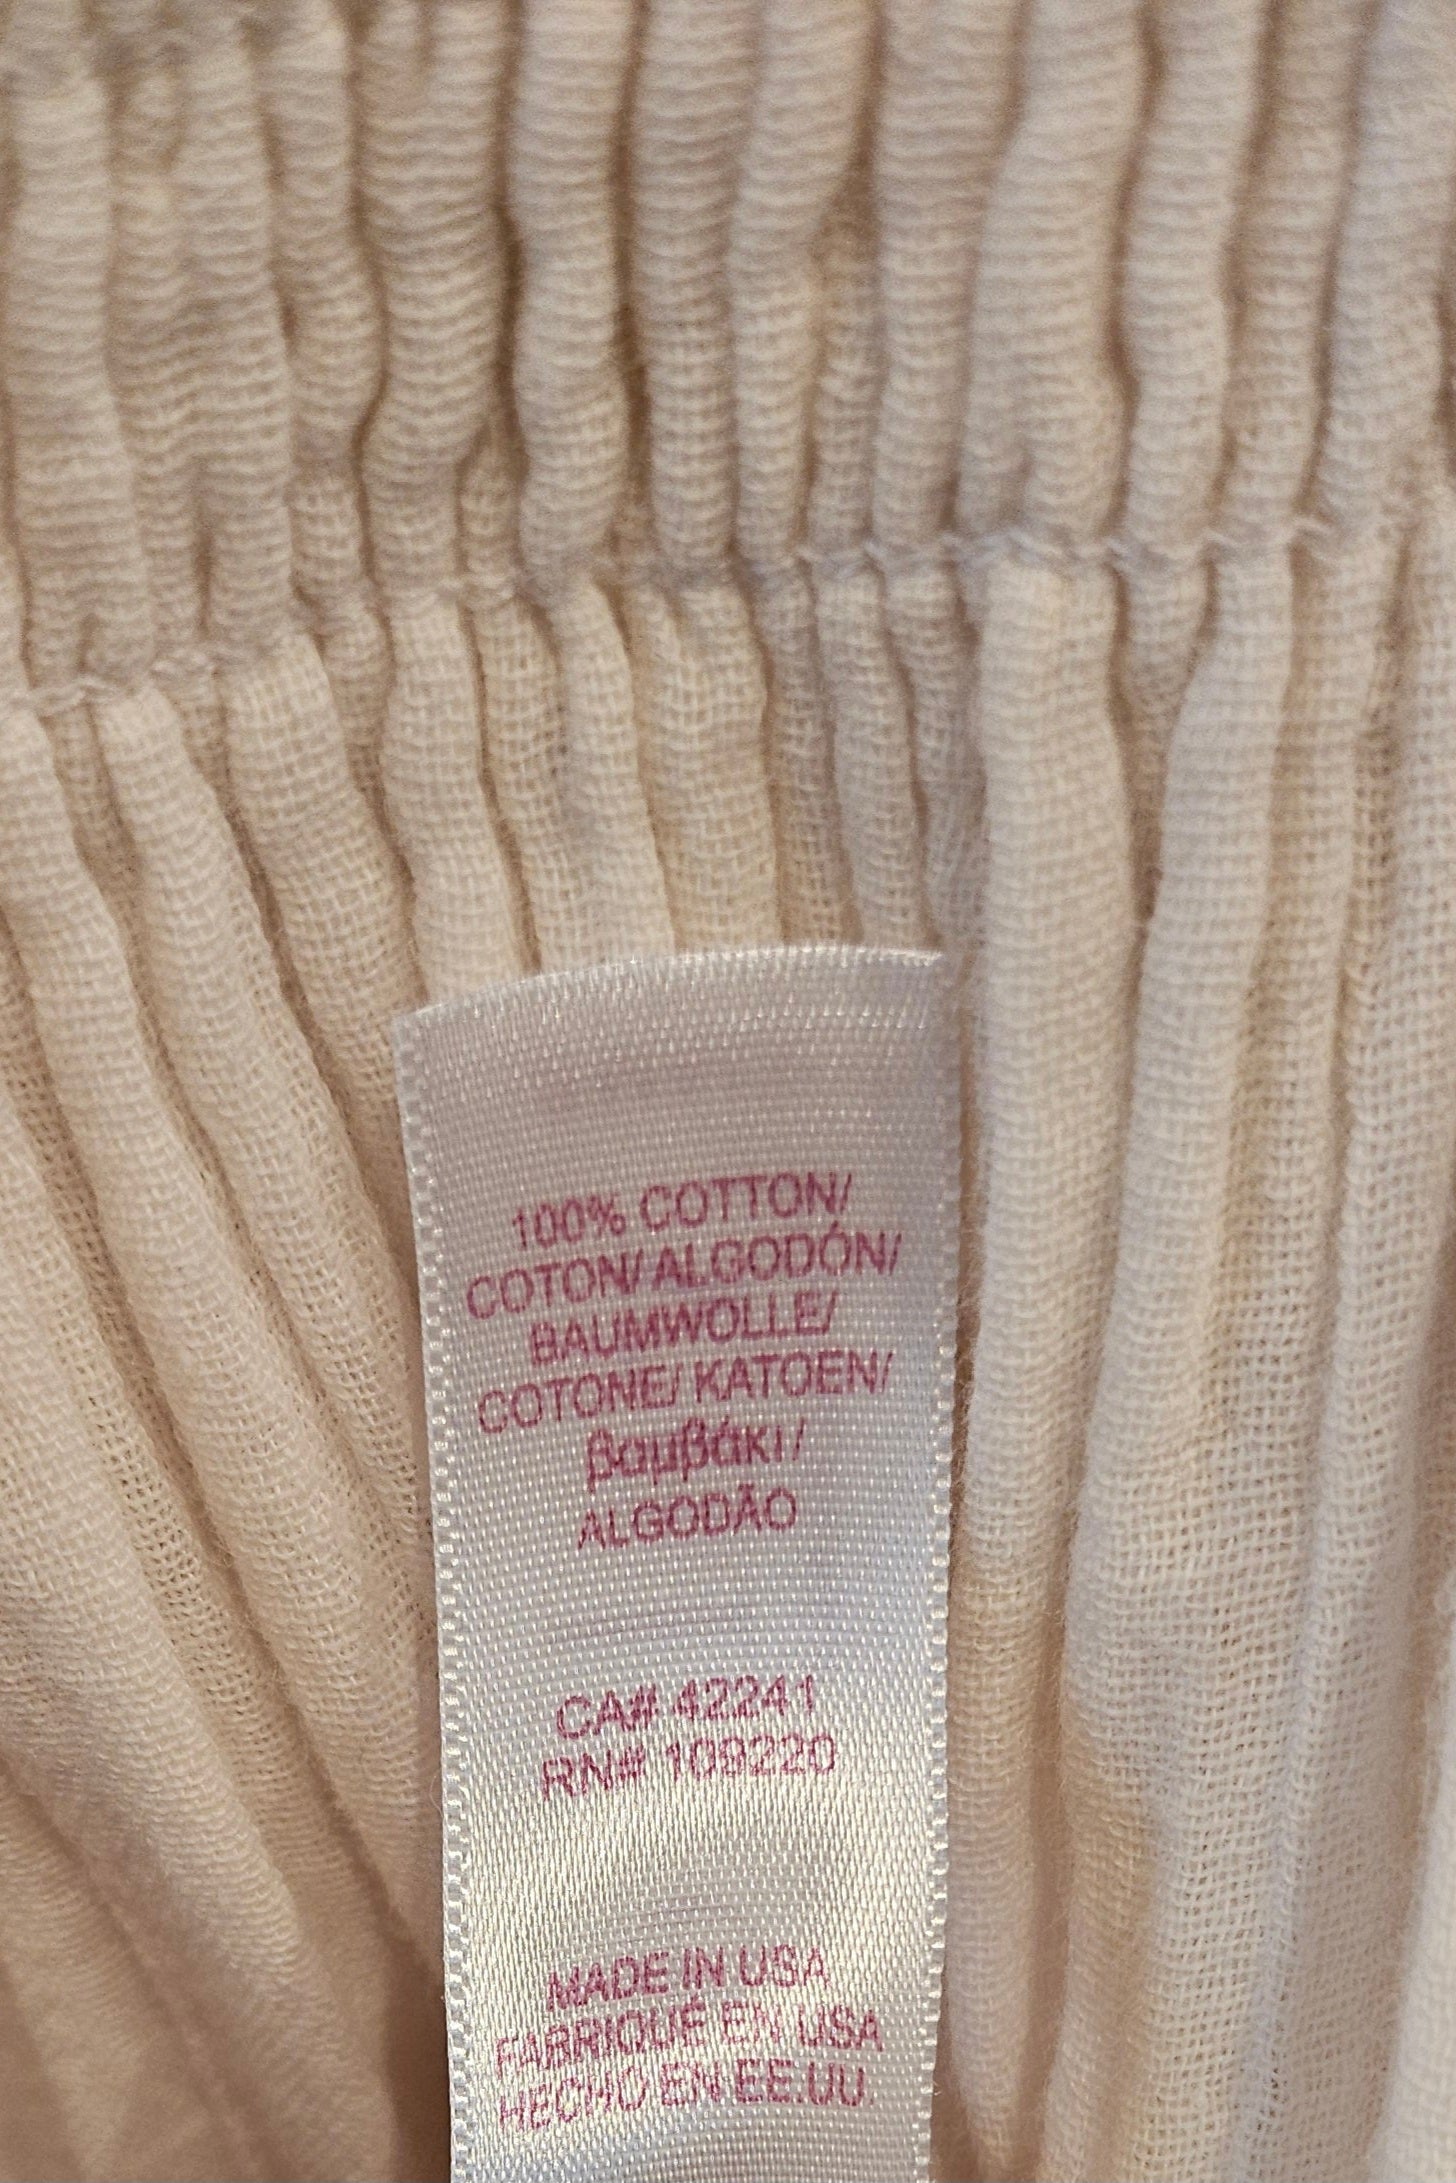 100% COTTON/
COTON/ALGODÓN/
BAUMWOLLE/
COTONE/ KATOEN/
βαμβάκι/
ALGODÃO
CA# 42241
RN# 109220
MADE IN USA
FABRIQUÉ EN USA
HECHO EN EE.UU.